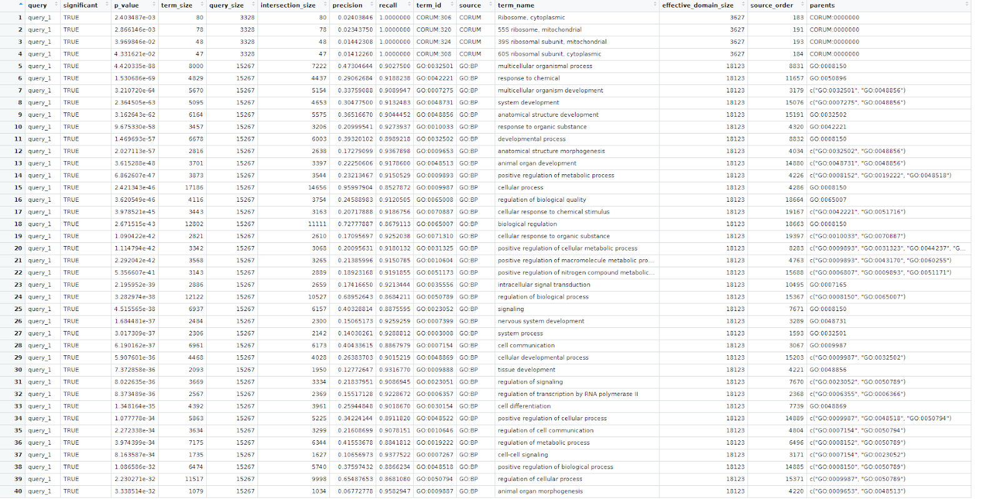 query significant p_value term_size query_size intersection_size precision recall term_id source term_name effective_domain_size source_order parents
1 query_1 TRUE 2.403487e-03 80 3328 80 0.02403846 1.0000000 CORUM:306 CORUM Ribosome, cytoplasmic 3627 183 CORUM:0000000
2 query_1 TRUE 2.866146e-03 78 3328 78 0.02343750 1.0000000 CORUM:320 CORUM 55S ribosome, mitochondrial 3627 191 CORUM:0000000
3 query_1 TRUE 3.969846e-02 48 3328 48 0.01442308 1.0000000 CORUM:324 CORUM 39S ribosomal subunit, mitochondrial 3627 193 CORUM:0000000
4 query_1 TRUE 4.331621e-02 47 3328 47 0.01412260 1.0000000 CORUM:308 CORUM 60S ribosomal subunit, cytoplasmic 3627 184 CORUM:0000000
5 query_1 TRUE 4.420335e-88 8000 15267 7222 0.47304644 0.9027500 GO:0032501 GO:BP multicellular organismal process 18123 8831 GO:0008150
6 query_1 TRUE 1.530686e-69 4829 15267 4437 0.29062684 0.9188238 GO:0042221 GO:BP response to chemical 18123 11657 GO:0050896
7 query_1 TRUE 3.210720e-64 5670 15267 5154 0.33759088 0.9089947 GO:0007275 GO:BP multicellular organism development 18123 3179 c("GO:0032501", "GO:0048856")
8 query_1 TRUE 2.364505e-63 5095 15267 4653 0.30477500 0.9132483 GO:0048731 GO:BP system development 18123 15076 c("GO:0007275", "GO:0048856")
9 query_1 TRUE 3.162643e-62 6164 15267 5575 0.36516670 0.9044452 GO:0048856 GO:BP anatomical structure development 18123 15191 GO:0032502
10 query_1 TRUE 9.675330e-58 3457 15267 3206 0.20999541 0.9273937 GO:0010033 GO:BP response to organic substance 18123 4320 GO:0042221
11 query_1 TRUE 1.469693e-57 6678 15267 6003 0.39320102 0.8989218 GO:0032502 GO:BP developmental process 18123 8832 GO:0008150
12 query_1 TRUE 2.027113e-57 2816 15267 2638 0.17279099 0.9367898 GO:0009653 GO:BP anatomical structure morphogenesis 18123 4034 c("GO:0032502", "GO:0048856")
13 query_1 TRUE 3.615288e-48 3701 15267 3397 0.22250606 0.9178600 GO:0048513 GO:BP animal organ development 18123 14880 c("GO:0048731", "GO:0048856")
14 query_1 TRUE 6.862607e-47 3873 15267 3544 0.23213467 0.9150529 GO:0009893 GO:BP positive regulation of metabolic process 18123 4226 c("GO:0008152", "GO:0019222", "GO:0048518")
15 query_1 TRUE 2.421343e-46 17186 15267 14656 0.95997904 0.8527872 GO:0009987 GO:BP cellular process 18123 4286 GO:0008150
16 query_1 TRUE 3.620549e-46 4116 15267 3754 0.24588983 0.9120505 GO:0065008 GO:BP regulation of biological quality 18123 18664 GO:0065007
17 query_1 TRUE 3.978521e-45 3443 15267 3163 0.20717888 0.9186756 GO:0070887 GO:BP cellular response to chemical stimulus 18123 19167 c("GO:0042221", "GO:0051716")
18 query_1 TRUE 2.671515e-43 12802 15267 11111 0.72777887 0.8679113 GO:0065007 GO:BP biological regulation 18123 18663 GO:0008150
19 query_1 TRUE 1.090422e-42 2821 15267 2610 0.17095697 0.9252038 GO:0071310 GO:BP cellular response to organic substance 18123 19397 c("GO:0010033", "GO:0070887")
20 query_1 TRUE 1.114794e-42 3342 15267 3068 0.20095631 0.9180132 GO:0031325 GO:BP positive regulation of cellular metabolic process 18123 8283 c("GO:0009893", "GO:0031323", "GO:0044237", "G...
21 query_1 TRUE 2.292042e-42 3568 15267 3265 0.21385996 0.9150785 GO:0010604 GO:BP positive regulation of macromolecule metabolic pro... 18123 4763 c("GO:0009893", "GO:0043170", "GO:0060255")
22 query_1 TRUE 5.356607e-41 3143 15267 2889 0.18923168 0.9191855 GO:0051173 GO:BP positive regulation of nitrogen compound metabolic... 18123 15688 c("GO:0006807", "GO:0009893", "GO:0051171")
23 query_1 TRUE 2.195952e-39 2886 15267 2659 0.17416650 0.9213444 GO:0035556 GO:BP intracellular signal transduction 18123 10495 GO:0007165
24 query_1 TRUE 3.282974e-38 12122 15267 10527 0.68952643 0.8684211 GO:0050789 GO:BP regulation of biological process 18123 15367 c("GO:0008150", "GO:0065007")
25 query_1 TRUE 4.515565e-38 6937 15267 6157 0.40328814 0.8875595 GO:0023052 GO:BP signaling 18123 7671 GO:0008150
26 query_1 TRUE 1.684481e-37 2484 15267 2300 0.15065173 0.9259259 GO:0007399 GO:BP nervous system development 18123 3289 GO:0048731
27 query_1 TRUE 3.017309e-37 2306 15267 2142 0.14030261 0.9288812 GO:0003008 GO:BP system process 18123 1593 GO:0032501
28 query_1 TRUE 6.190162e-37 6961 15267 6173 0.40433615 0.8867979 GO:0007154 GO:BP cell communication 18123 3067 GO:0009987
29 query_1 TRUE 5.907601e-36 4468 15267 4028 0.26383703 0.9015219 GO:0048869 GO:BP cellular developmental process 18123 15203 c("GO:0009987", "GO:0032502")
30 query_1 TRUE 7.372858e-36 2093 15267 1950 0.12772647 0.9316770 GO:0009888 GO:BP tissue development 18123 4221 GO:0048856
31 query_1 TRUE 8.022635e-36 3669 15267 3334 0.21837951 0.9086945 GO:0023051 GO:BP regulation of signaling 18123 7670 c("GO:0023052", "GO:0050789")
32 query_1 TRUE 8.373489e-36 2567 15267 2369 0.15517128 0.9228672 GO:0006357 GO:BP regulation of transcription by RNA polymerase II 18123 2368 c("GO:0006355", "GO:0006366")
33 query_1 TRUE 1.348164e-35 4392 15267 3961 0.25944848 0.9018670 GO:0030154 GO:BP cell differentiation 18123 7739 GO:0048869
34 query_1 TRUE 1.077778e-34 5863 15267 5225 0.34224144 0.8911820 GO:0048522 GO:BP positive regulation of cellular process 18123 14889 c("GO:0009987", "GO:0048518", "GO:0050794")
35 query_1 TRUE 2.272338e-34 3634 15267 3299 0.21608699 0.9078151 GO:0010646 GO:BP regulation of cell communication 18123 4804 c("GO:0007154", "GO:0050794")
36 query_1 TRUE 3.974399e-34 7175 15267 6344 0.41553678 0.8841812 GO:0019222 GO:BP regulation of metabolic process 18123 6496 c("GO:0008152", "GO:0050789")
37 query_1 TRUE 8.163587e-34 1735 15267 1627 0.10656973 0.9377522 GO:0007267 GO:BP cell-cell signaling 18123 3171 c("GO:0007154", "GO:0023052")
38 query_1 TRUE 1.086586e-32 6474 15267 5740 0.37597432 0.8866234 GO:0048518 GO:BP positive regulation of biological process 18123 14885 c("GO:0008150", "GO:0050789")
39 query_1 TRUE 2.230271e-32 11517 15267 9998 0.65487653 0.8681080 GO:0050794 GO:BP regulation of cellular process 18123 15371 c("GO:0009987", "GO:0050789")
40 query_1 TRUE 3.338514e-32 1079 15267 1034 0.06772778 0.9582947 GO:0009887 GO:BP animal organ morphogenesis 18123 4220 c("GO:0009653", "GO:0048513")